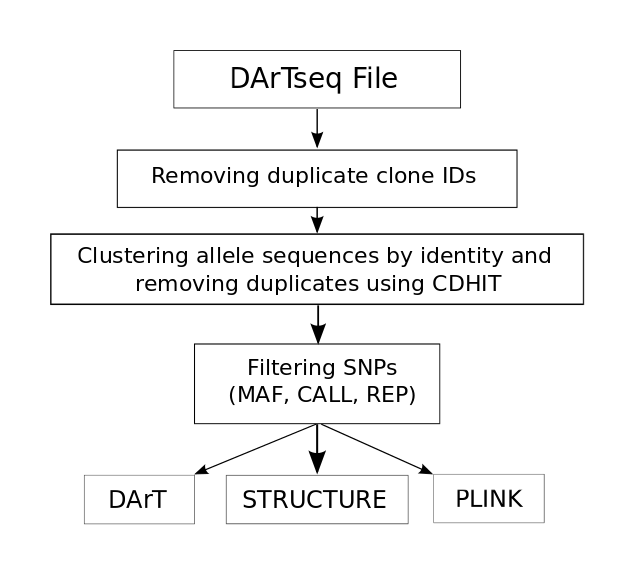 DArTseq File
Removing duplicate clone IDs
Clustering allele sequences by identity and
removing duplicates using CDHIT
Filtering SNPs
(MAF, CALL, REP)
DArT
STRUCTURE
PLINK